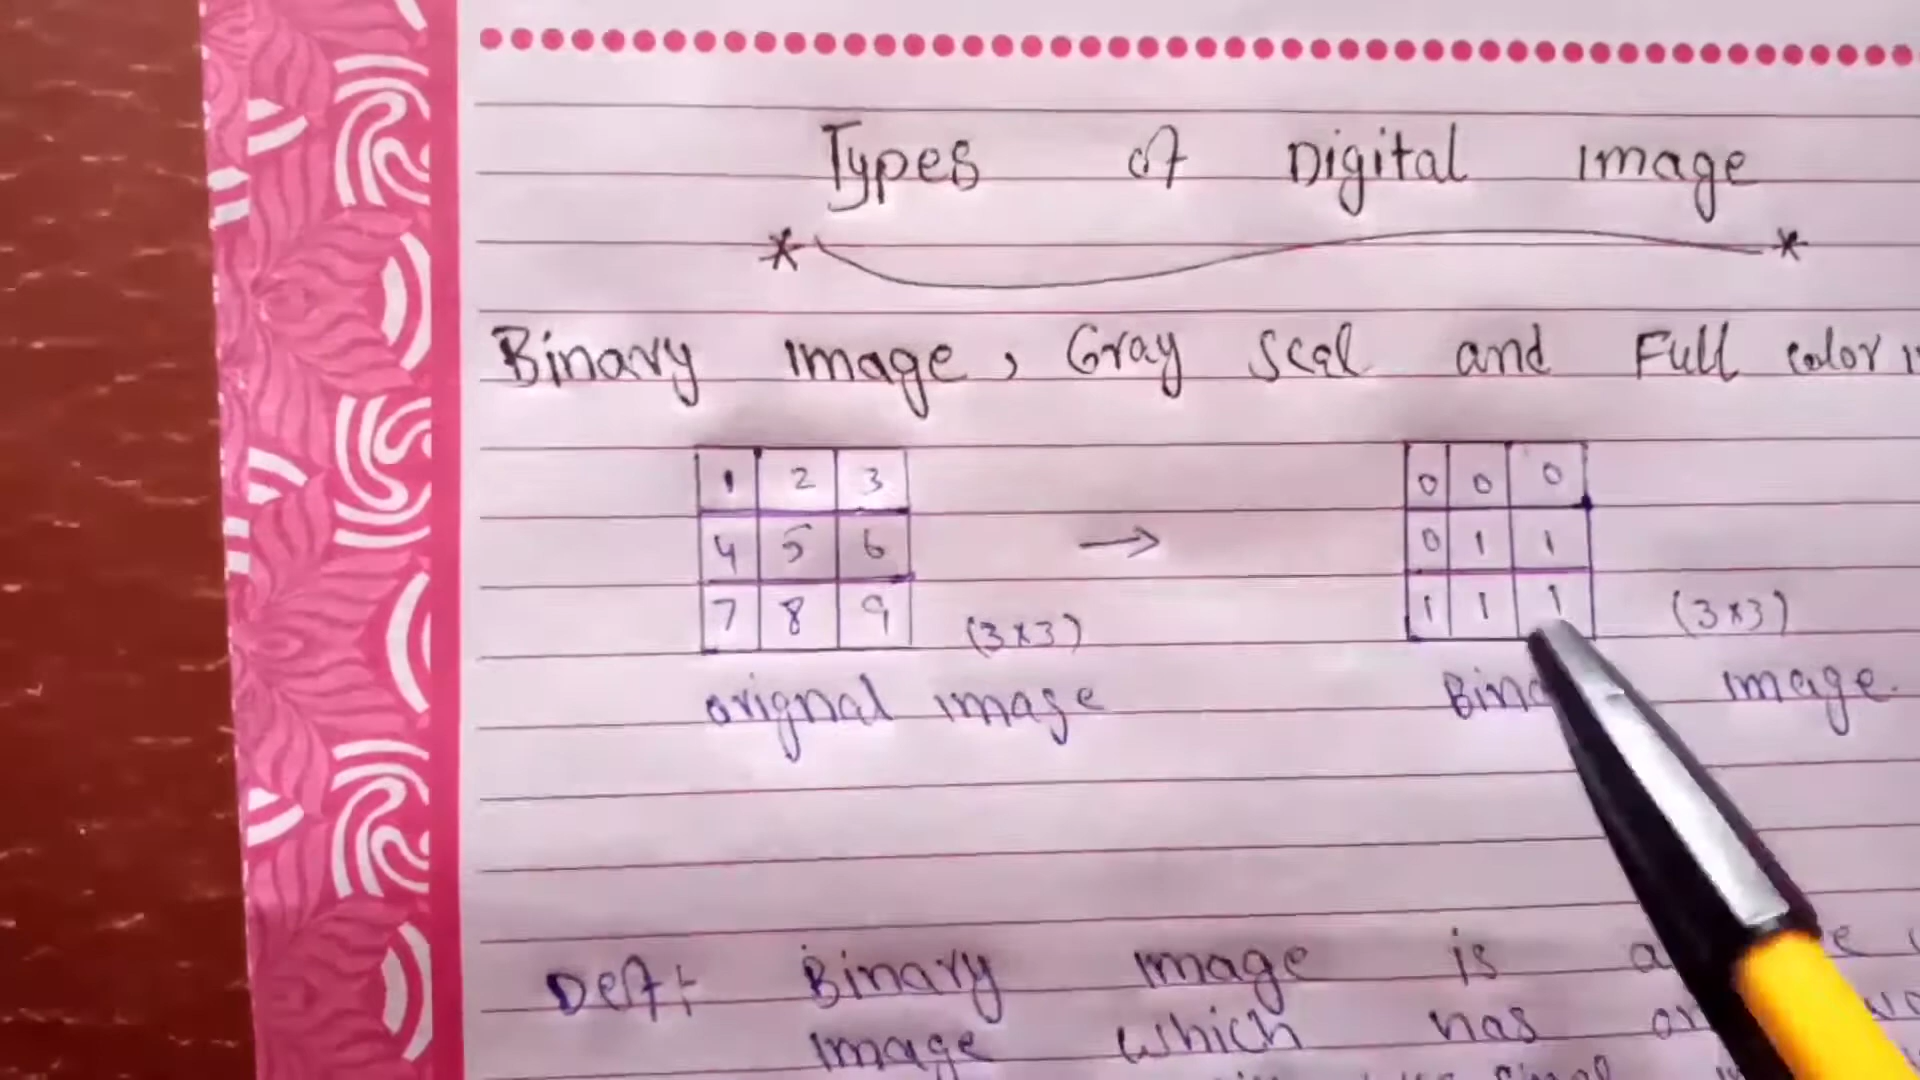 Types of Digital Image
Binary Image, Gray Scal and Full color
1 2 3
4 5 6
7 8 9
(3x3)
orignal image
0 0 0
0 1 1
1 1 1
(3x3)
image.
Def: Binary Image is
Image which has